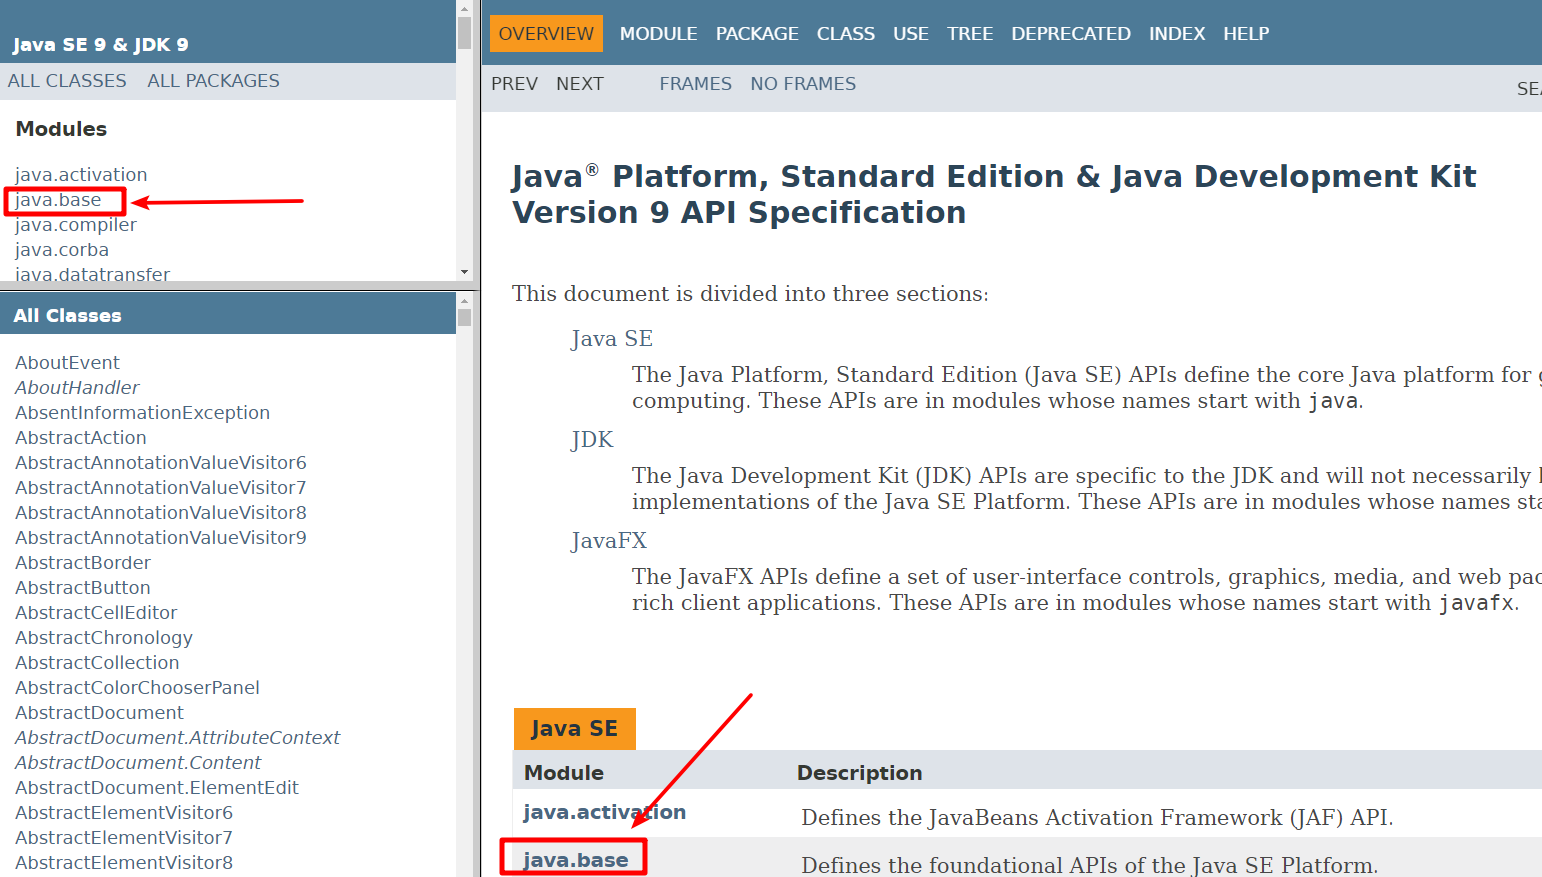 Java SE 9 & JDK 9
ALL CLASSES ALL PACKAGES
Modules
java.activation
java.base
java.compiler
java.corba
java.datatransfer
All Classes
AboutEvent
AboutHandler
AbsentInformationException
AbstractAction
AbstractAnnotationValueVisitor6
AbstractAnnotationValueVisitor7
AbstractAnnotationValueVisitor8
AbstractAnnotationValueVisitor9
AbstractBorder
AbstractButton
AbstractCellEditor
AbstractChronology
AbstractCollection
AbstractColorChooserPanel
AbstractDocument
AbstractDocument.AttributeContext
AbstractDocument.Content
AbstractDocument.ElementEdit
AbstractElementVisitor6
AbstractElementVisitor7
AbstractElementVisitor8
OVERVIEW MODULE PACKAGE CLASS USE TREE DEPRECATED INDEX HELP
PREV NEXT FRAMES NO FRAMES
Java® Platform, Standard Edition & Java Development Kit
Version 9 API Specification
This document is divided into three sections:
Java SE
The Java Platform, Standard Edition (Java SE) APIs define the core Java platform for
computing. These APIs are in modules whose names start with java.
JDK
The Java Development Kit (JDK) APIs are specific to the JDK and will not necessarily
implementations of the Java SE Platform. These APIs are in modules whose names
JavaFX
The JavaFX APIs define a set of user-interface controls, graphics, media, and web
rich client applications. These APIs are in modules whose names start with javafx.
Java SE
Module Description
java.activation Defines the JavaBeans Activation Framework (JAF) API.
java.base Defines the foundational APIs of the Java SE Platform.